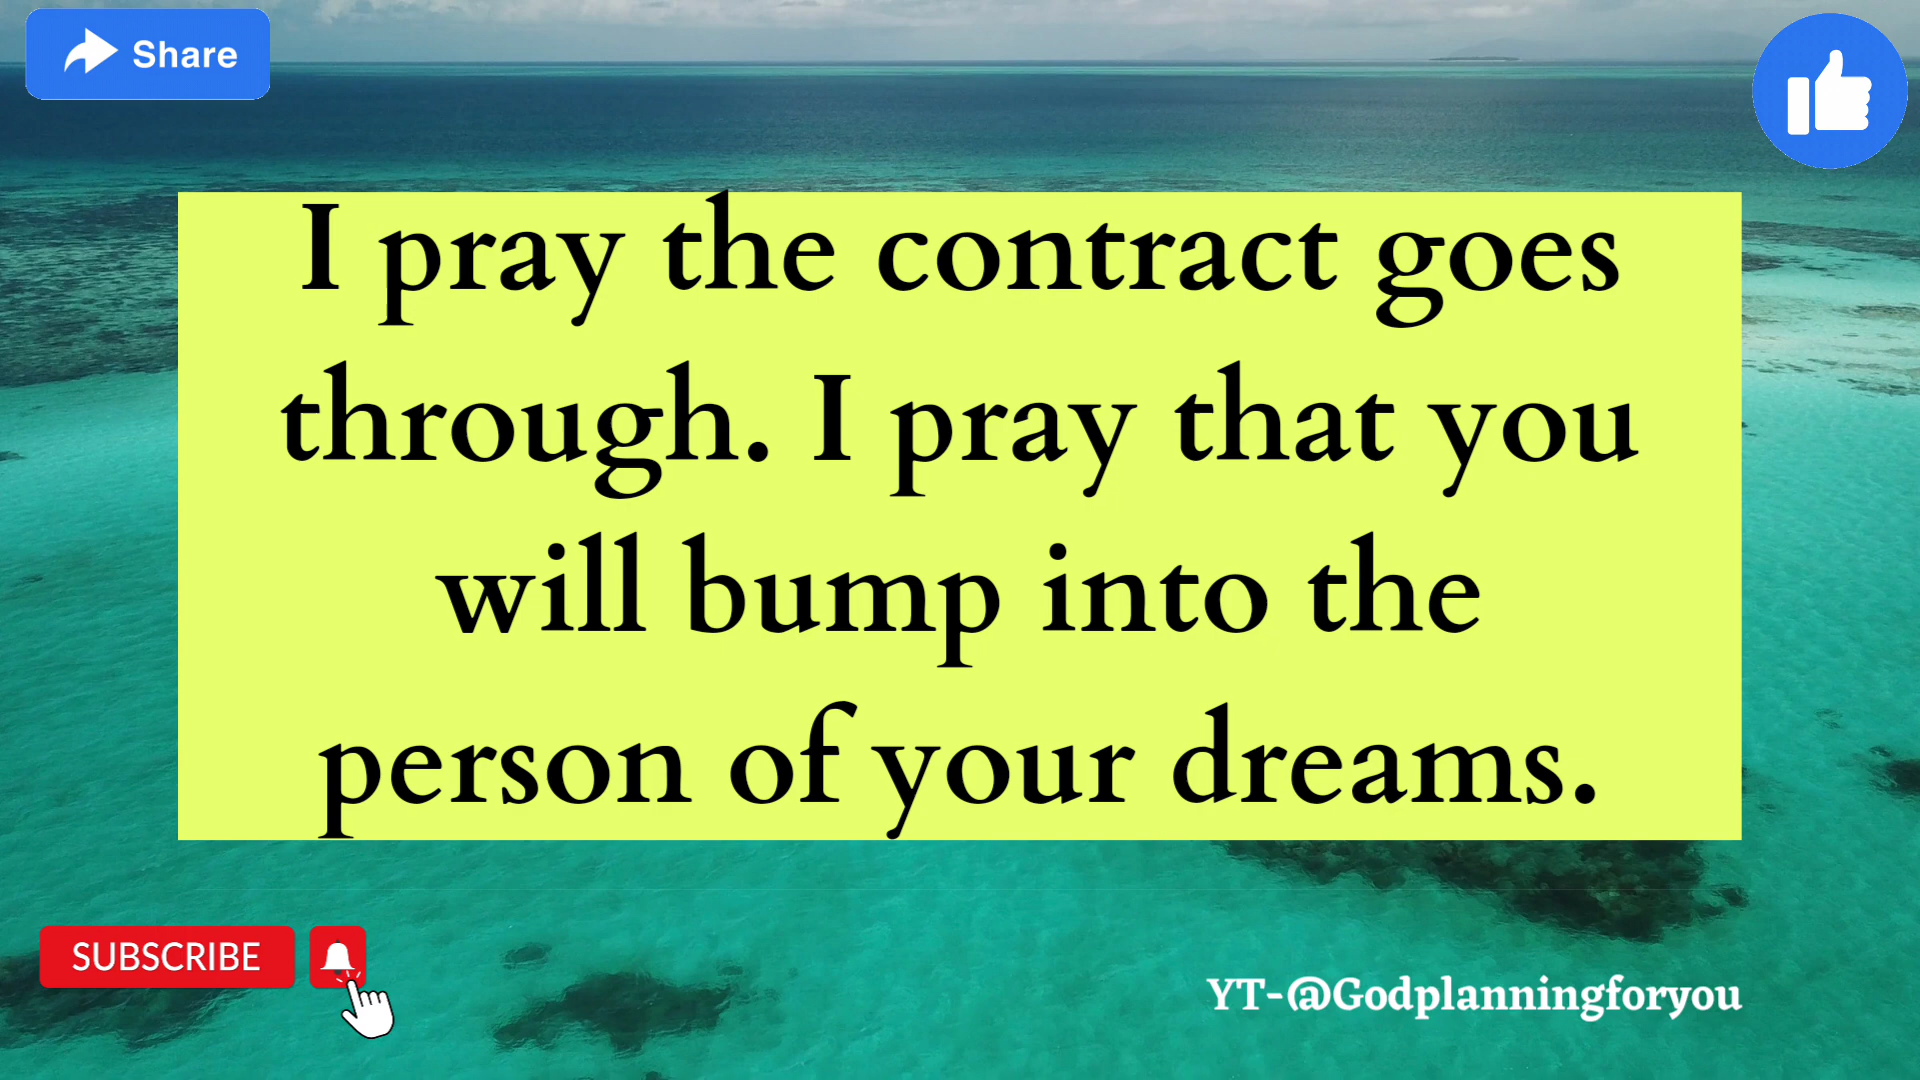 Share
I pray the contract goes
through. I pray that you
will bump into the
person of your dreams.
SUBSCRIBE
YT-@Godplanningforyou